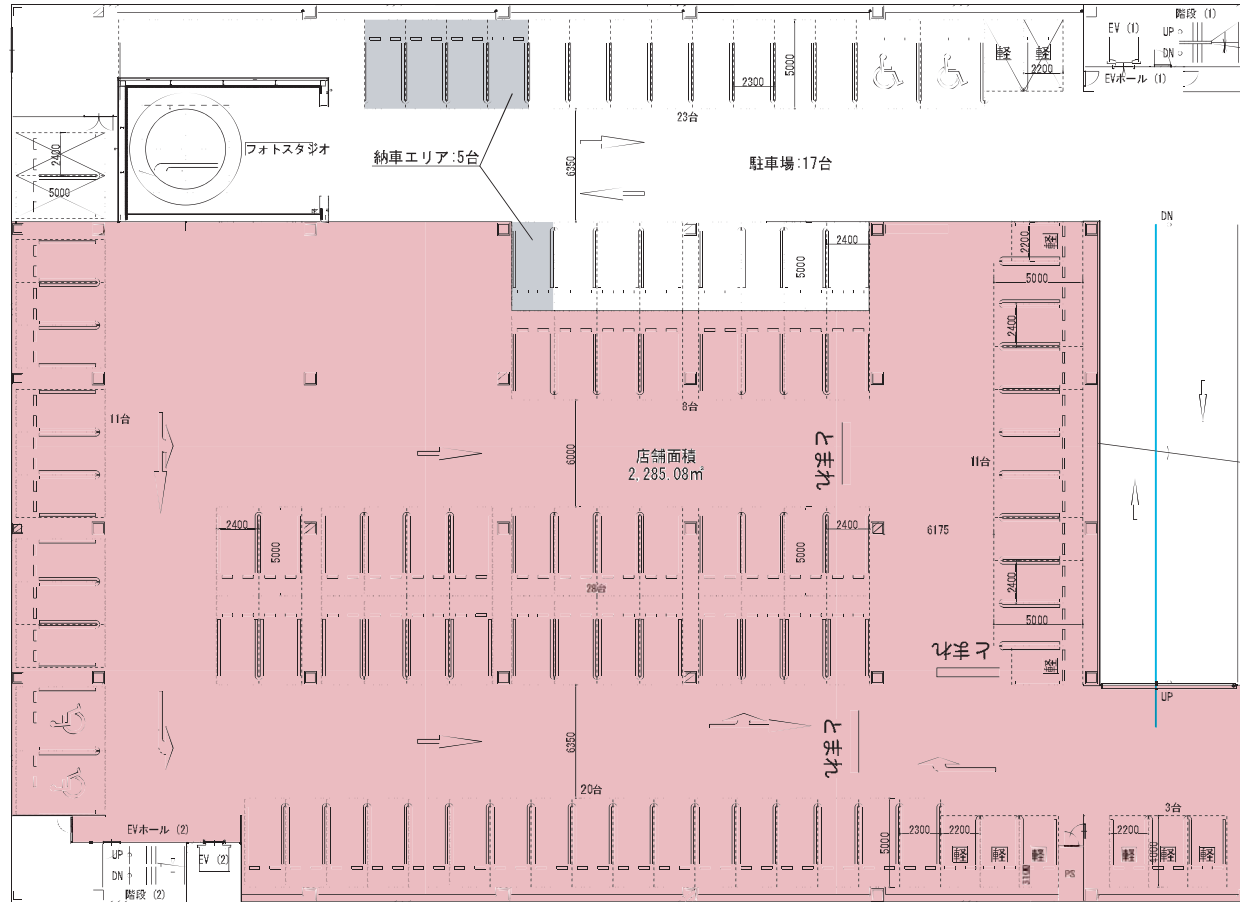 階段 (1)
EV (1)
UP
DN
EVホール (1)
軽
軽
2200
5000
2300
23台
フォトスタジオ
納車エリア:5台
駐車場:17台
6350
2400
5000
DN
2400
5000
2200
軽
5000
2400
11台
8台
6000
店舗面積
2,285.08㎡
とまれ
11台
6175
2400
5000
5000
2400
28台
2400
5000
とまれ
軽
UP
6350
とまれ
20台
3台
EVホール (2)
UP
DN
EV (2)
階段 (2)
5000
2300
2200
軽
軽
軽
3100
PS
2200
4000
軽
軽
軽